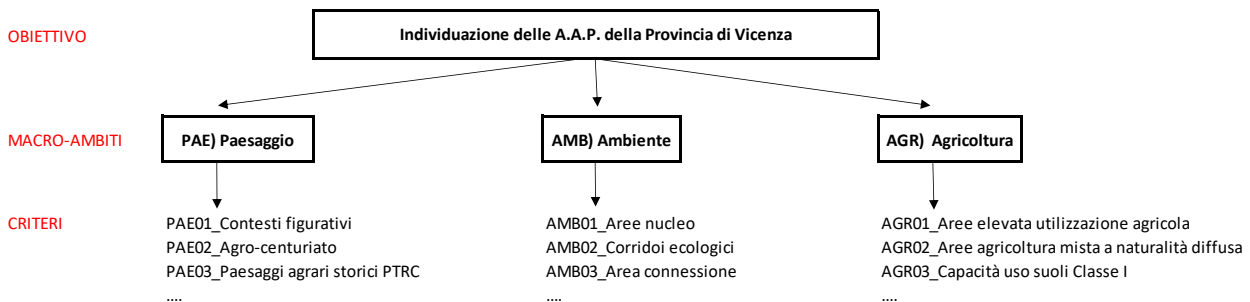 OBIETTIVO
Individuazione delle A.A.P. della Provincia di Vicenza
MACRO-AMBITI
PAE) Paesaggio
AMB) Ambiente
AGR) Agricoltura
CRITERI
PAE01_Contesti figurativi
PAE02_Agro-centuriato
PAE03_Paesaggi agrari storici PTRC
....
AMB01_Aree nucleo
AMB02_Corridoi ecologici
AMB03_Area connessione
....
AGR01_Aree elevata utilizzazione agricola
AGR02_Aree agricoltura mista a naturalità diffusa
AGR03_Capacità uso suoli Classe I
....